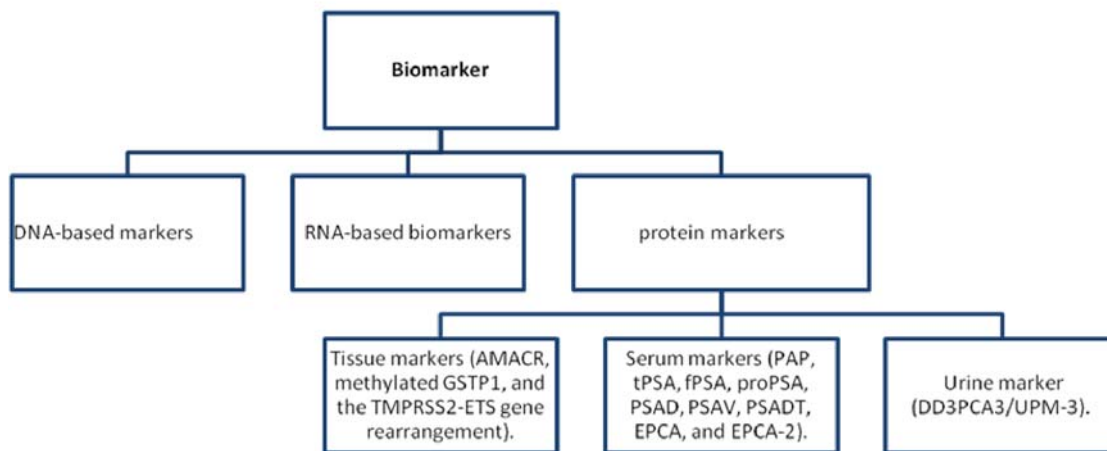 Biomarker
DNA-based markers
RNA-based biomarkers
protein markers
Tissue markers (AMACR,
methylated GSTP1, and
the TMPRSS2-ETS gene
rearrangement).
Serum markers (PAP,
tPSA, fPSA, proPSA,
PSAD, PSAV, PSADT,
EPCA, and EPCA-2).
Urine marker
(DD3PCA3/UPM-3).